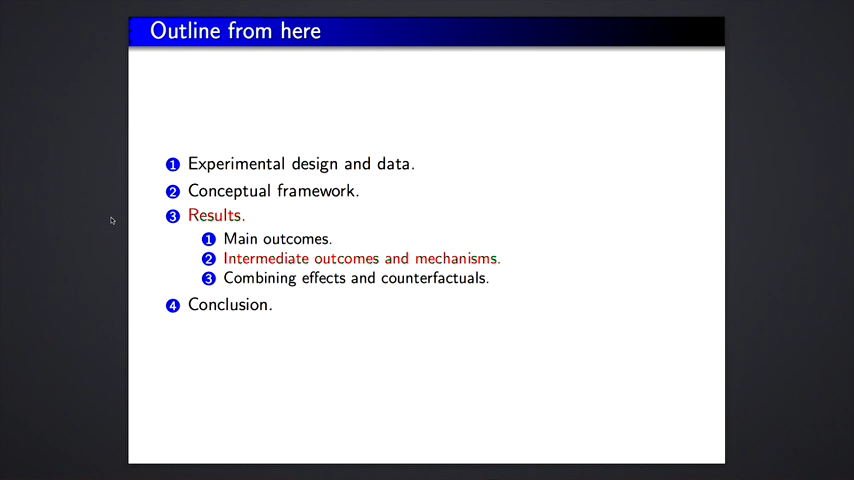 Outline from here
1 Experimental design and data.
2 Conceptual framework.
3 Results.
1 Main outcomes.
2 Intermediate outcomes and mechanisms.
3 Combining effects and counterfactuals.
4 Conclusion.